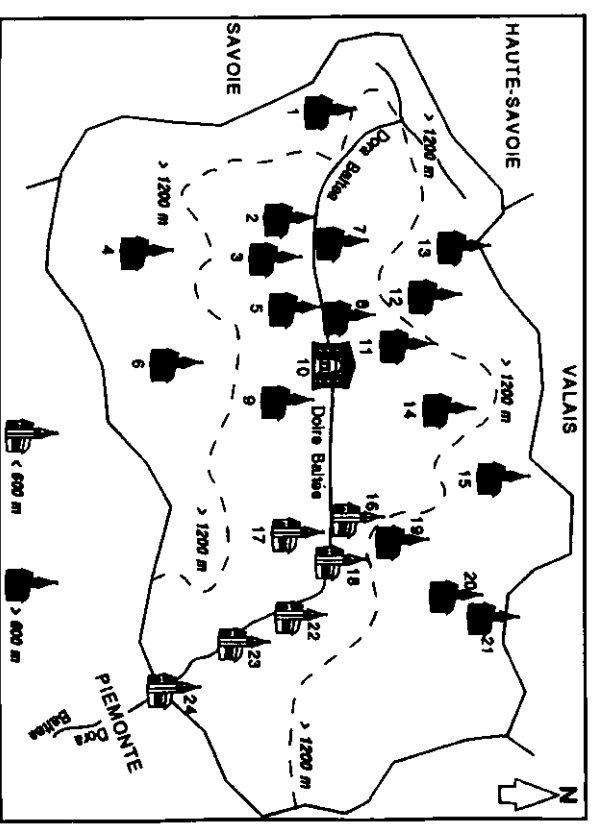 HAUTE-SAVOIE
VALAIS
N
SAVOIE
> 1200 m
Dora Baltea
> 1200 m
> 1200 m
13
12
11
14
15
19
20
21
1
2
7
3
4
5
8
6
9
10
Doire Baltée
16
17
18
22
23
24
> 1200 m
> 1200 m
PIEMONTE
Dora
Baltea
< 600 m
> 600 m